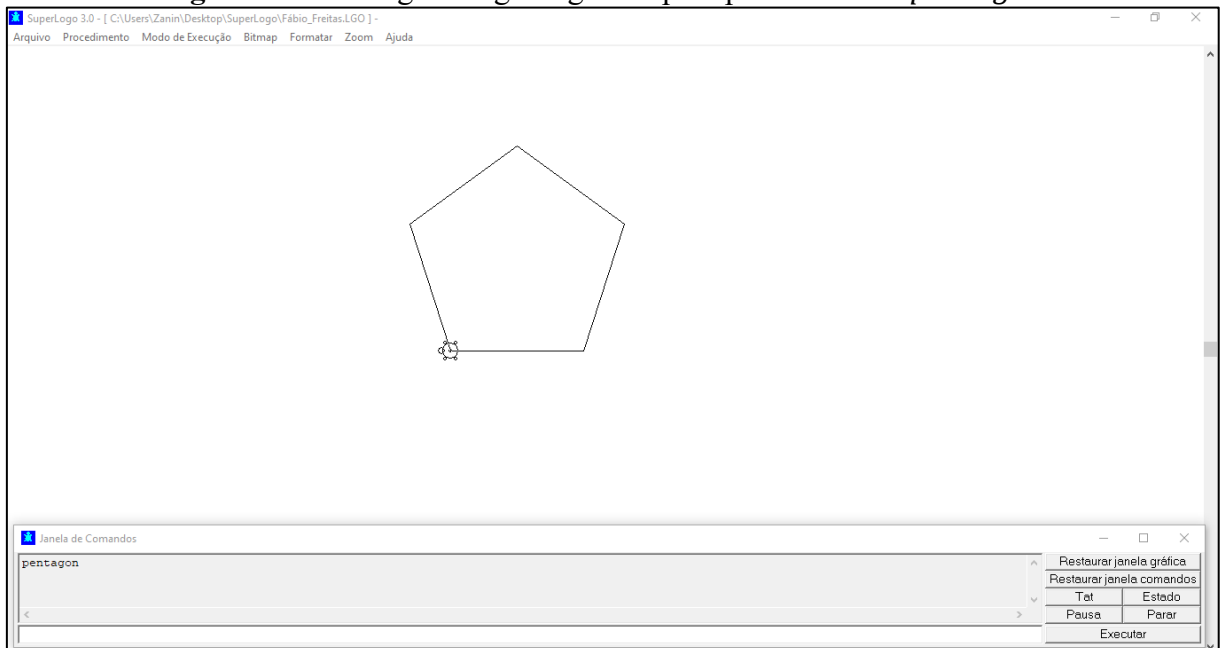 SuperLogo 3.0 - [ C:\Users\Zanin\Desktop\SuperLogo\Fábio_Freitas.LGO ] -
Arquivo Procedimento Modo de Execução Bitmap Formatar Zoom Ajuda
Janela de Comandos
pentagon
Restaurar janela gráfica
Restaurar janela comandos
Tat Estado
Pausa Parar
Executar